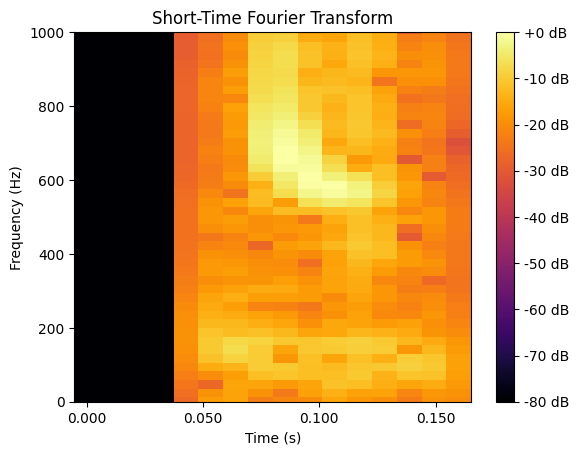 Short-Time Fourier Transform
1000
800
600
400
200
0
Frequency (Hz)
0.000
0.050
0.100
0.150
Time (s)
+0 dB
-10 dB
-20 dB
-30 dB
-40 dB
-50 dB
-60 dB
-70 dB
-80 dB